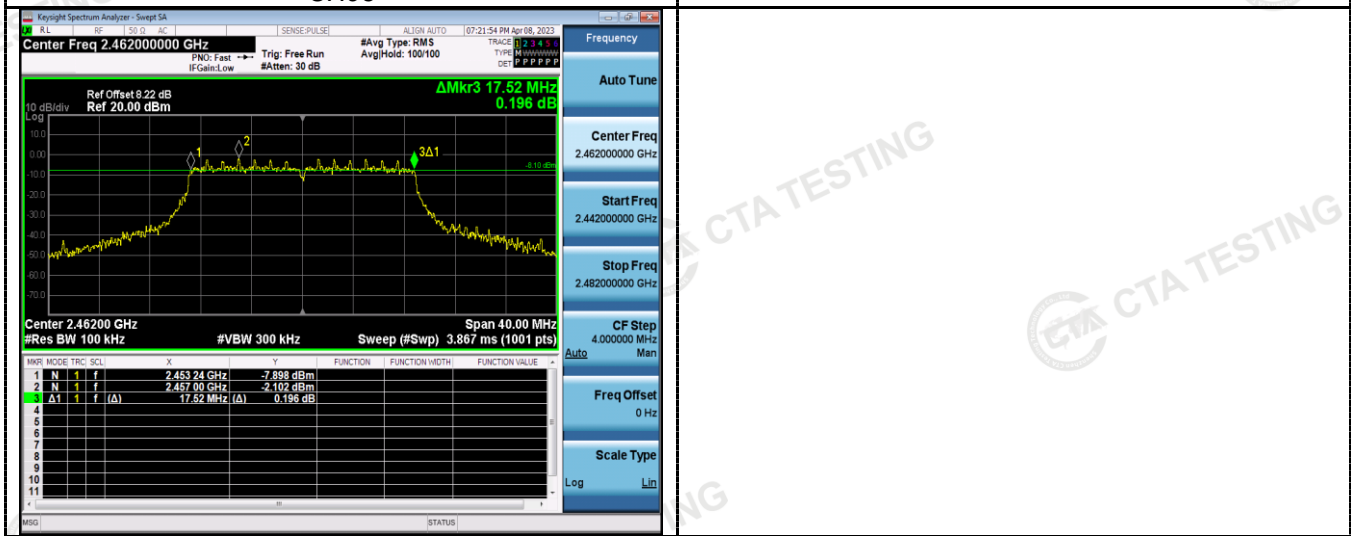 Keysight Spectrum Analyzer - Swept SA
RL RF 50 Ω AC SENSE:PULSE ALIGN AUTO 07:21:54 PM Apr 08, 2023
Center Freq 2.462000000 GHz
PNO: Fast
IFGain:Low
Trig: Free Run
#Atten: 30 dB
#Avg Type: RMS
Avg|Hold: 100/100
TRACE 1 2 3 4 5 6
TYPE M W W W W W
DET P P P P P P
Ref Offset 8.22 dB
Ref 20.00 dBm
10 dB/div
Log
ΔMkr3 17.52 MHz
0.196 dB
10.0
0.00
-10.0
-20.0
-30.0
-40.0
-50.0
-60.0
-70.0
1
2
3Δ1
-8.10 dBm
Center 2.46200 GHz Span 40.00 MHz
#Res BW 100 kHz #VBW 300 kHz Sweep (#Swp) 3.867 ms (1001 pts)
MKR MODE TRC SCL X Y FUNCTION FUNCTION WIDTH FUNCTION VALUE
1 N 1 f 2.453 24 GHz -7.898 dBm
2 N 1 f 2.457 00 GHz -2.102 dBm
3 Δ1 1 f (Δ) 17.52 MHz (Δ) 0.196 dB
4
5
6
7
8
9
10
11
MSG STATUS
Frequency
Auto Tune
Center Freq
2.462000000 GHz
Start Freq
2.442000000 GHz
Stop Freq
2.482000000 GHz
CF Step
4.000000 MHz
Auto Man
Freq Offset
0 Hz
Scale Type
Log Lin
CTA TESTING
CTA TESTING